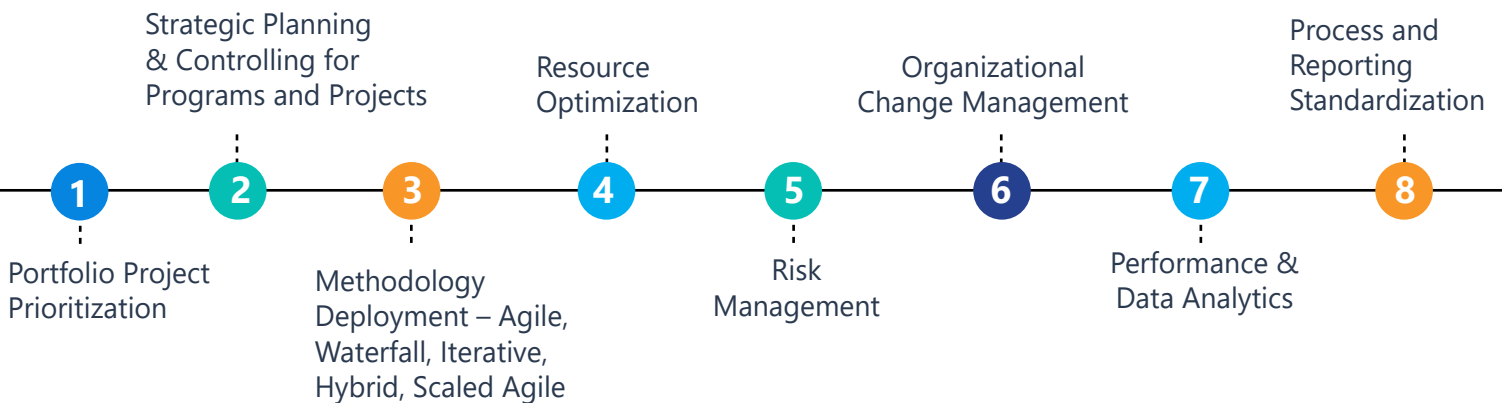 1
Portfolio Project
Prioritization
Strategic Planning
& Controlling for
Programs and Projects
2
3
Methodology
Deployment – Agile,
Waterfall, Iterative,
Hybrid, Scaled Agile
Resource
Optimization
4
5
Risk
Management
Organizational
Change Management
6
7
Performance &
Data Analytics
Process and
Reporting
Standardization
8